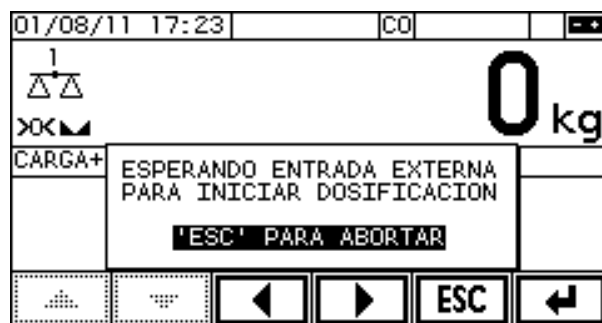 01/08/11 17:23 CO
1
0 kg
CARGA+
ESPERANDO ENTRADA EXTERNA
PARA INICIAR DOSIFICACION
'ESC' PARA ABORTAR
ESC